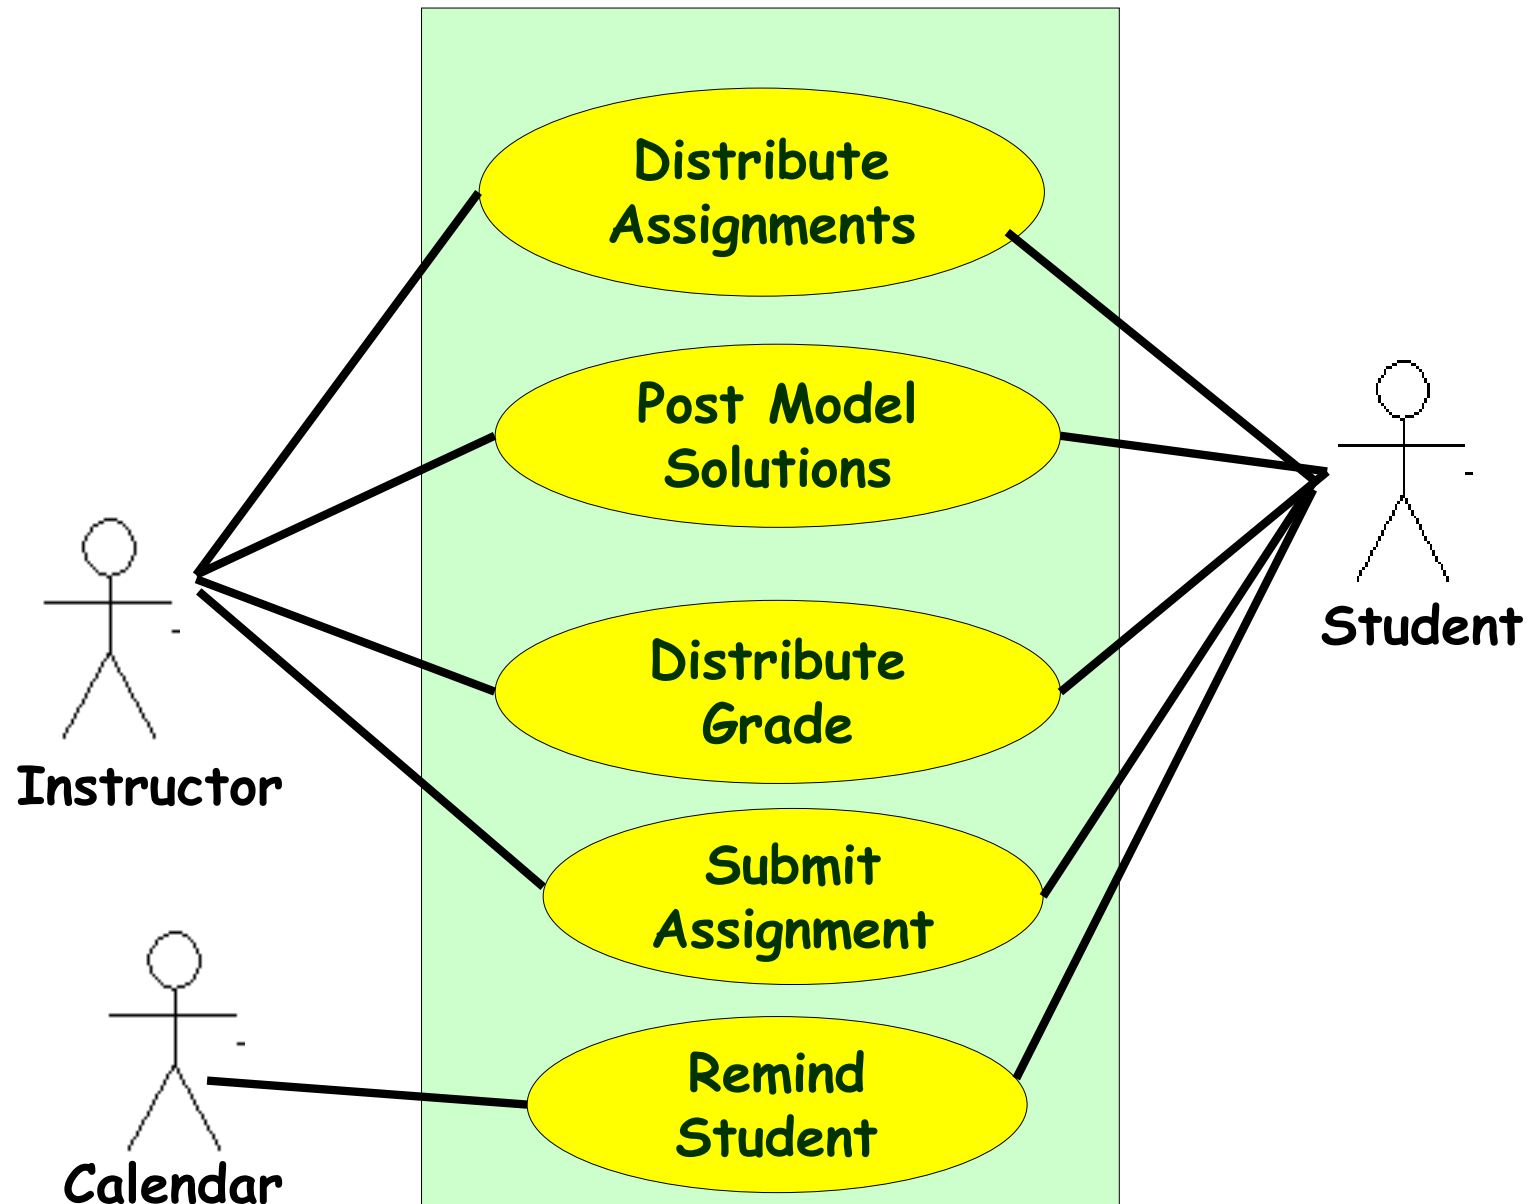 Distribute
Assignments
Post Model
Solutions
Student
Distribute
Grade
Instructor
Submit
Assignment
Remind
Student
Calendar